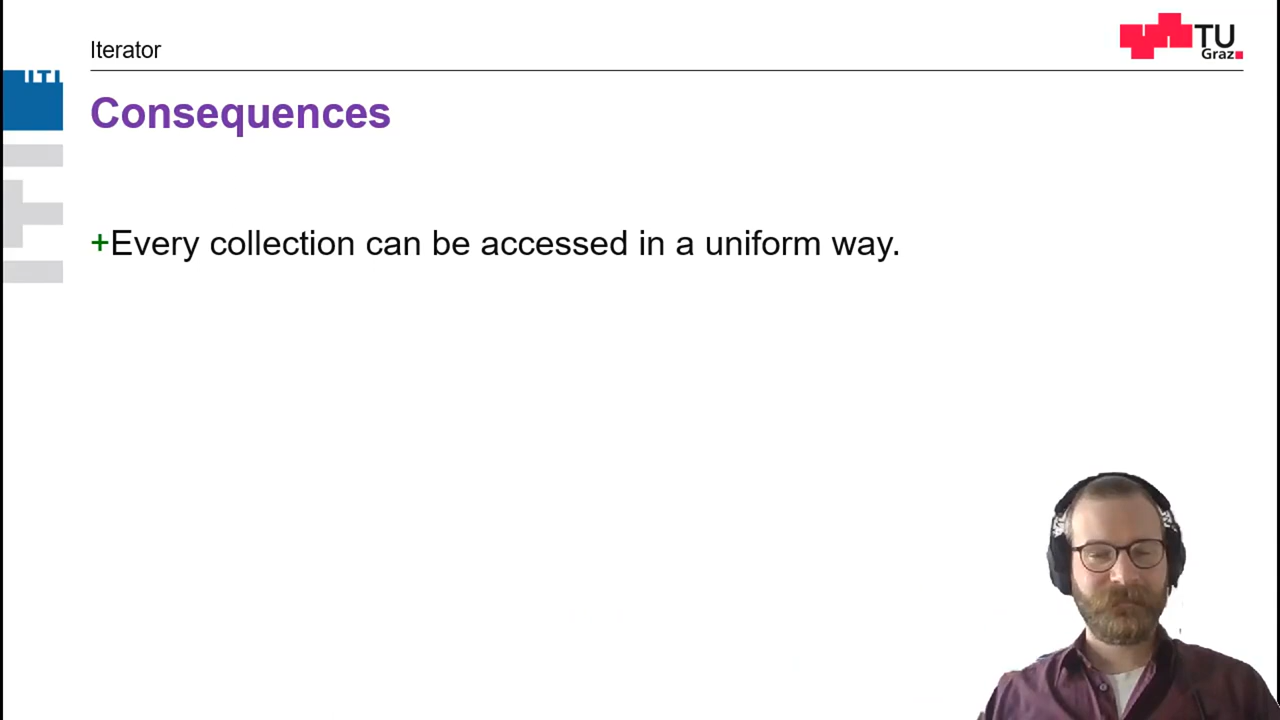 Iterator
TU
Graz
Consequences
+Every collection can be accessed in a uniform way.